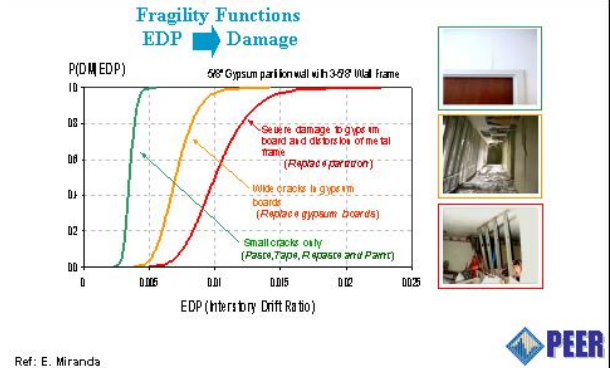 Fragility Functions
EDP Damage
P(DM|EDP)
5/8" Gypsum partition wall with 3-5/8" Wall Frame
1.0
0.8
0.6
0.4
0.2
0.0
Severe damage to gypsum
board and distorsion of metal
frame
(Replace partition)
Wide cracks in gypsum
boards
(Replace gypsum boards)
Small cracks only
(Paste, Tape, Repaste and Paint)
0
0.005
0.01
0.015
0.02
0.025
EDP (Interstory Drift Ratio)
PEER
Ref: E. Miranda